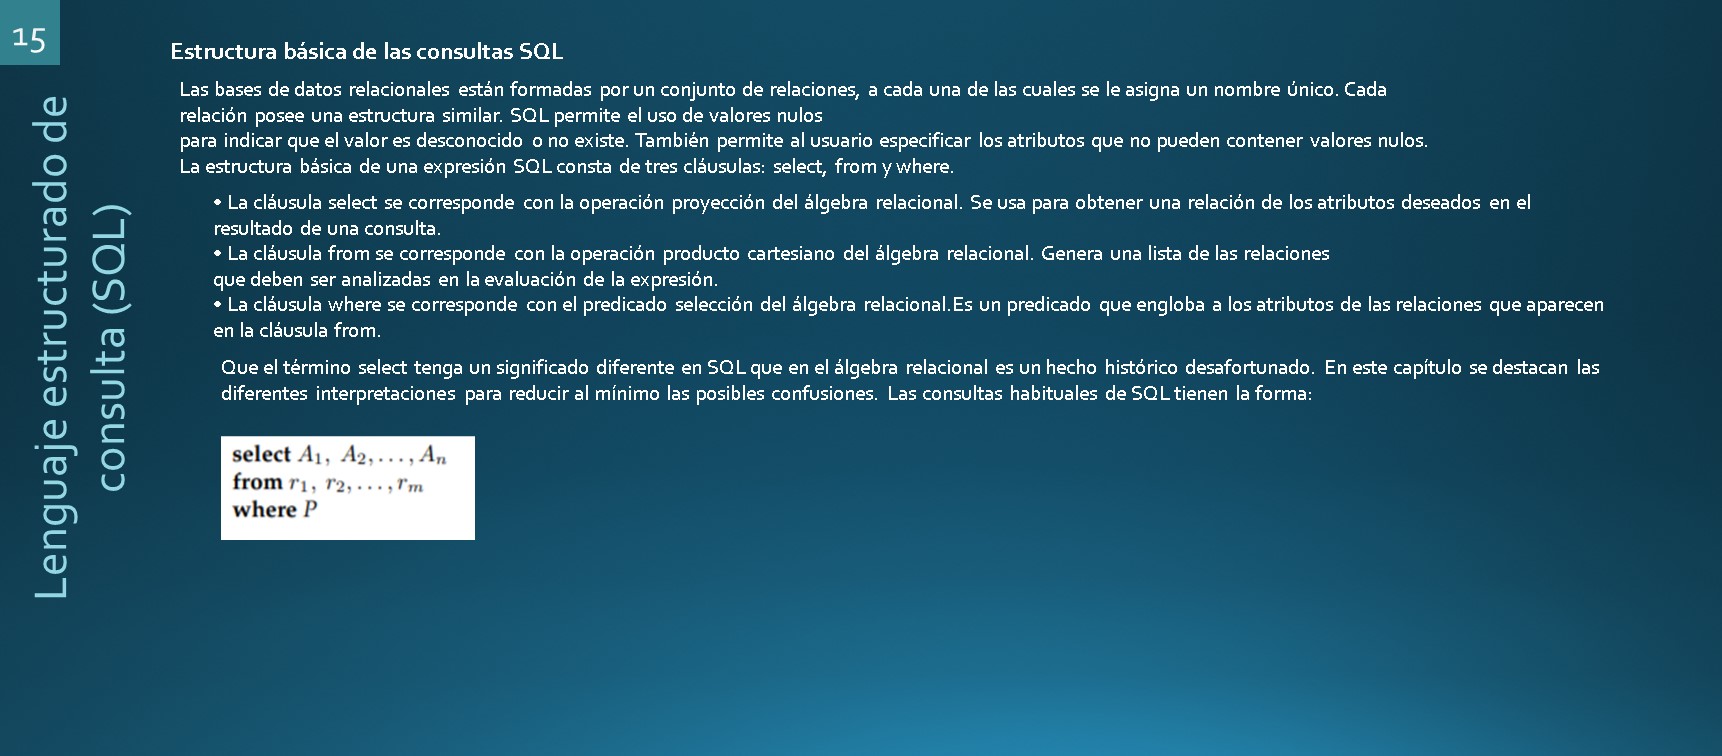 15
Lenguaje estructurado de
consulta (SQL)
Estructura básica de las consultas SQL
Las bases de datos relacionales están formadas por un conjunto de relaciones, a cada una de las cuales se le asigna un nombre único. Cada
relación posee una estructura similar. SQL permite el uso de valores nulos
para indicar que el valor es desconocido o no existe. También permite al usuario especificar los atributos que no pueden contener valores nulos.
La estructura básica de una expresión SQL consta de tres cláusulas: select, from y where.
• La cláusula select se corresponde con la operación proyección del álgebra relacional. Se usa para obtener una relación de los atributos deseados en el
resultado de una consulta.
• La cláusula from se corresponde con la operación producto cartesiano del álgebra relacional. Genera una lista de las relaciones
que deben ser analizadas en la evaluación de la expresión.
• La cláusula where se corresponde con el predicado selección del álgebra relacional.Es un predicado que engloba a los atributos de las relaciones que aparecen
en la cláusula from.
Que el término select tenga un significado diferente en SQL que en el álgebra relacional es un hecho histórico desafortunado. En este capítulo se destacan las
diferentes interpretaciones para reducir al mínimo las posibles confusiones. Las consultas habituales de SQL tienen la forma:
select A₁, A₂,..., Aₙ
from r₁, r₂,...,rₘ
where P